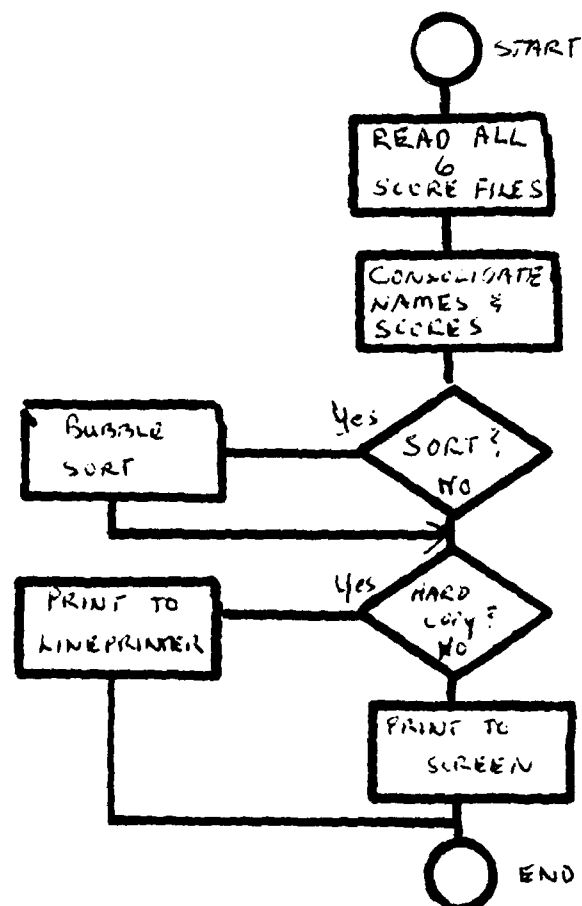 START
READ ALL
6
SCORE FILES
CONSOLIDATE
NAMES &
SCORES
Yes
SORT?
NO
BUBBLE
SORT
Yes
HARD
COPY?
NO
PRINT TO
LINEPRINTER
PRINT TO
SCREEN
END